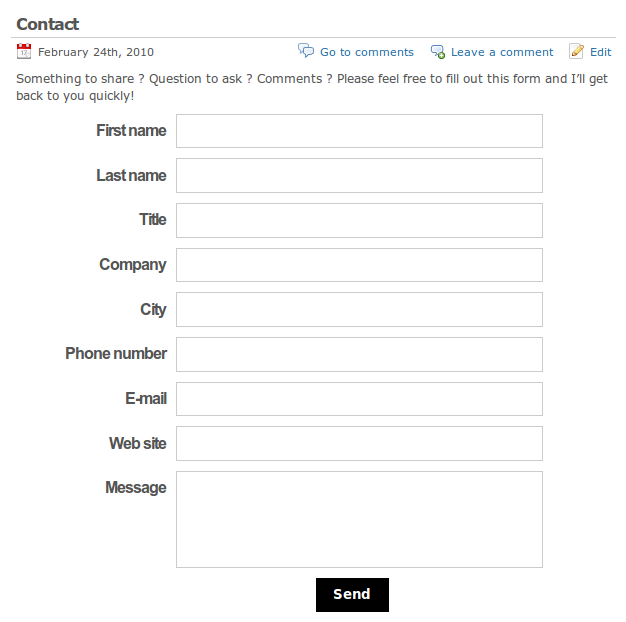 Contact
February 24th, 2010 Go to comments Leave a comment Edit
Something to share ? Question to ask ? Comments ? Please feel free to fill out this form and I’ll get
back to you quickly!
First name
Last name
Title
Company
City
Phone number
E-mail
Web site
Message
Send